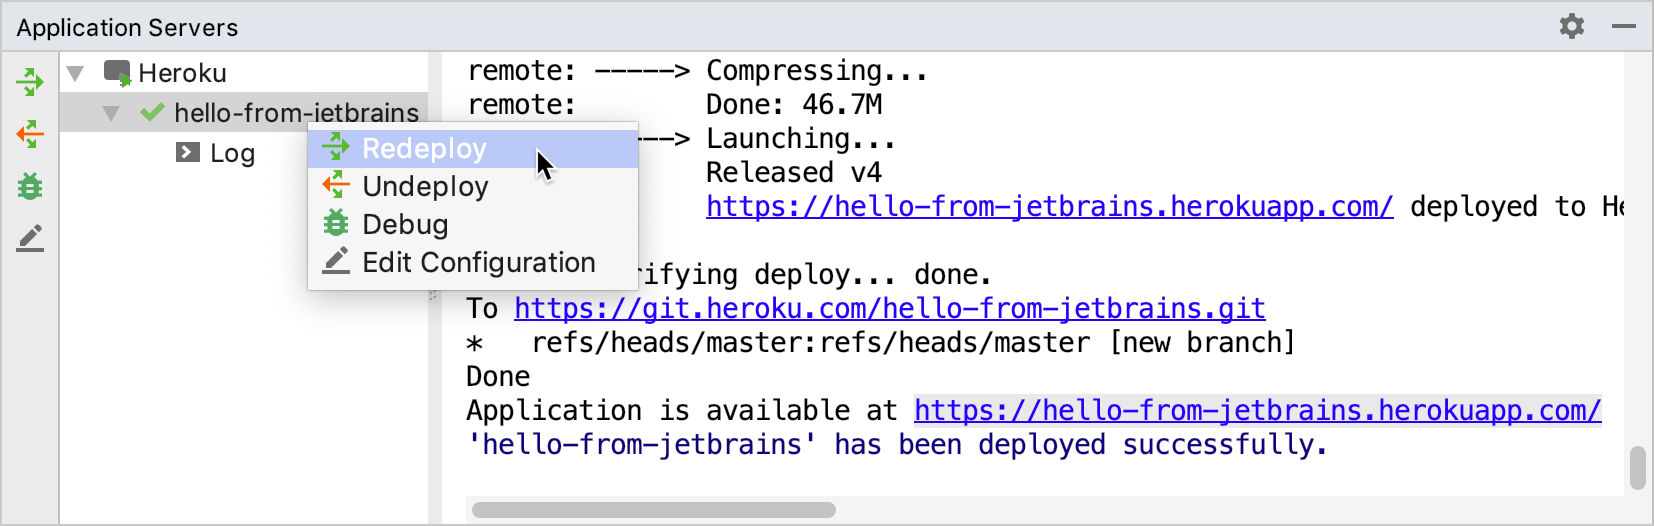 Application Servers
Heroku
hello-from-jetbrains
Log
Redeploy
Undeploy
Debug
Edit Configuration
remote: -----> Compressing...
remote:        Done: 46.7M
---> Launching...
Released v4
https://hello-from-jetbrains.herokuapp.com/ deployed to He
rifying deploy... done.
To https://git.heroku.com/hello-from-jetbrains.git
*   refs/heads/master:refs/heads/master [new branch]
Done
Application is available at https://hello-from-jetbrains.herokuapp.com/
'hello-from-jetbrains' has been deployed successfully.